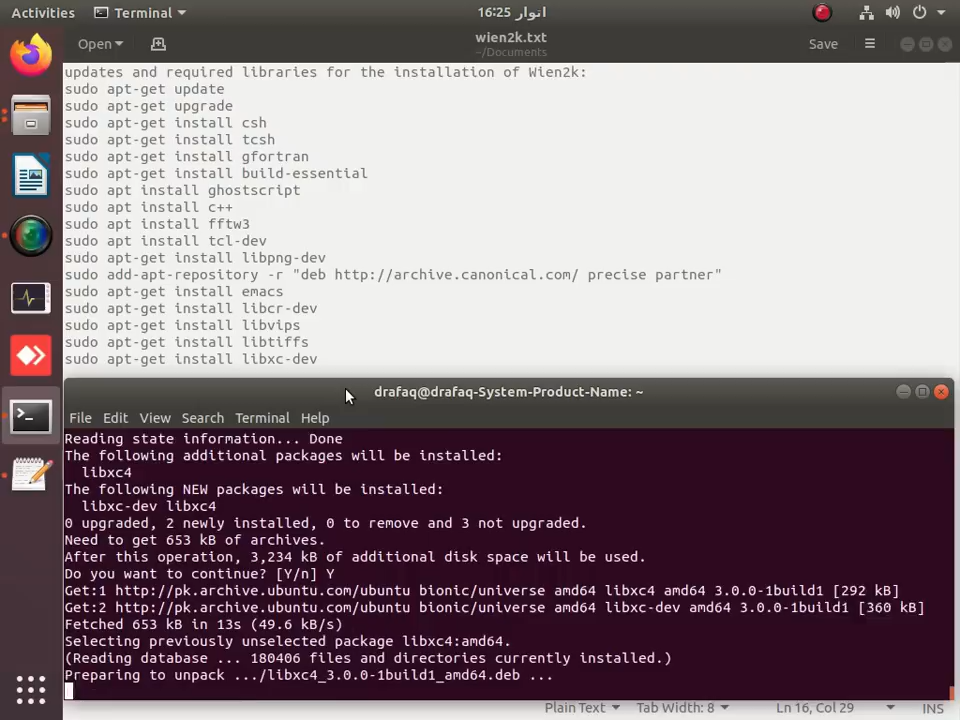 Activities
Terminal
16:25 اتوار
Open
wien2k.txt
~/Documents
Save
updates and required libraries for the installation of Wien2k:
sudo apt-get update
sudo apt-get upgrade
sudo apt-get install csh
sudo apt-get install tcsh
sudo apt-get install gfortran
sudo apt-get install build-essential
sudo apt install ghostscript
sudo apt install c++
sudo apt install fftw3
sudo apt install tcl-dev
sudo apt-get install libpng-dev
sudo add-apt-repository -r "deb http://archive.canonical.com/ precise partner"
sudo apt-get install emacs
sudo apt-get install libcr-dev
sudo apt-get install libvips
sudo apt-get install libtiffs
sudo apt-get install libxc-dev
drafaq@drafaq-System-Product-Name: ~
File Edit View Search Terminal Help
Reading state information... Done
The following additional packages will be installed:
libxc4
The following NEW packages will be installed:
libxc-dev libxc4
0 upgraded, 2 newly installed, 0 to remove and 3 not upgraded.
Need to get 653 kB of archives.
After this operation, 3,234 kB of additional disk space will be used.
Do you want to continue? [Y/n] Y
Get:1 http://pk.archive.ubuntu.com/ubuntu bionic/universe amd64 libxc4 amd64 3.0.0-1build1 [292 kB]
Get:2 http://pk.archive.ubuntu.com/ubuntu bionic/universe amd64 libxc-dev amd64 3.0.0-1build1 [360 kB]
Fetched 653 kB in 13s (49.6 kB/s)
Selecting previously unselected package libxc4:amd64.
(Reading database ... 180406 files and directories currently installed.)
Preparing to unpack .../libxc4_3.0.0-1build1_amd64.deb ...
Plain Text
Tab Width: 8
Ln 16, Col 29
INS